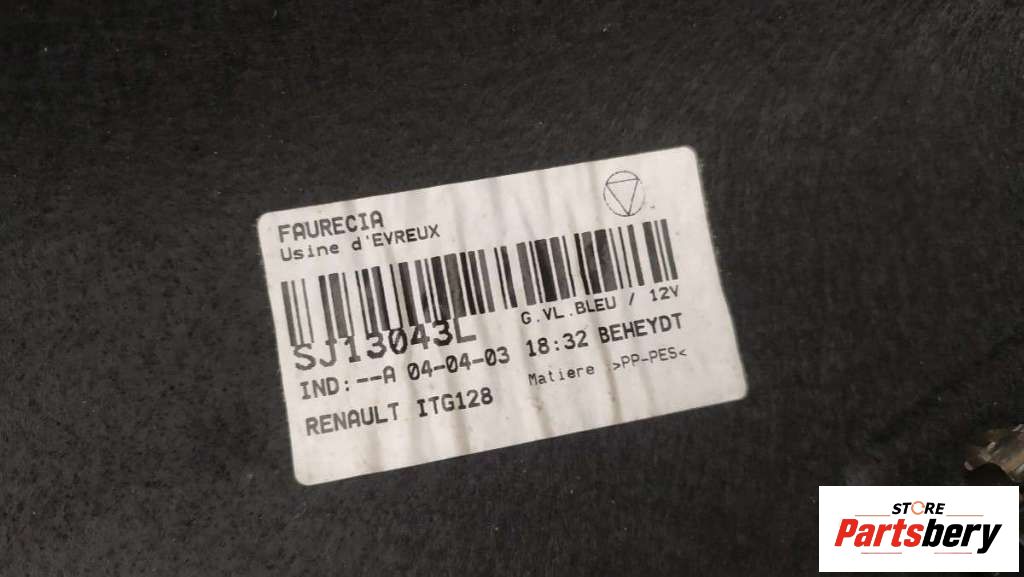 FAURECIA
Usine d'EVREUX
G.VL.BLEU / 12V
SJ13043L
IND:--A 04-04-03 18:32 BEHEYDT
Matiere :>PP-PES<
RENAULT ITG128
STORE
Partsbery